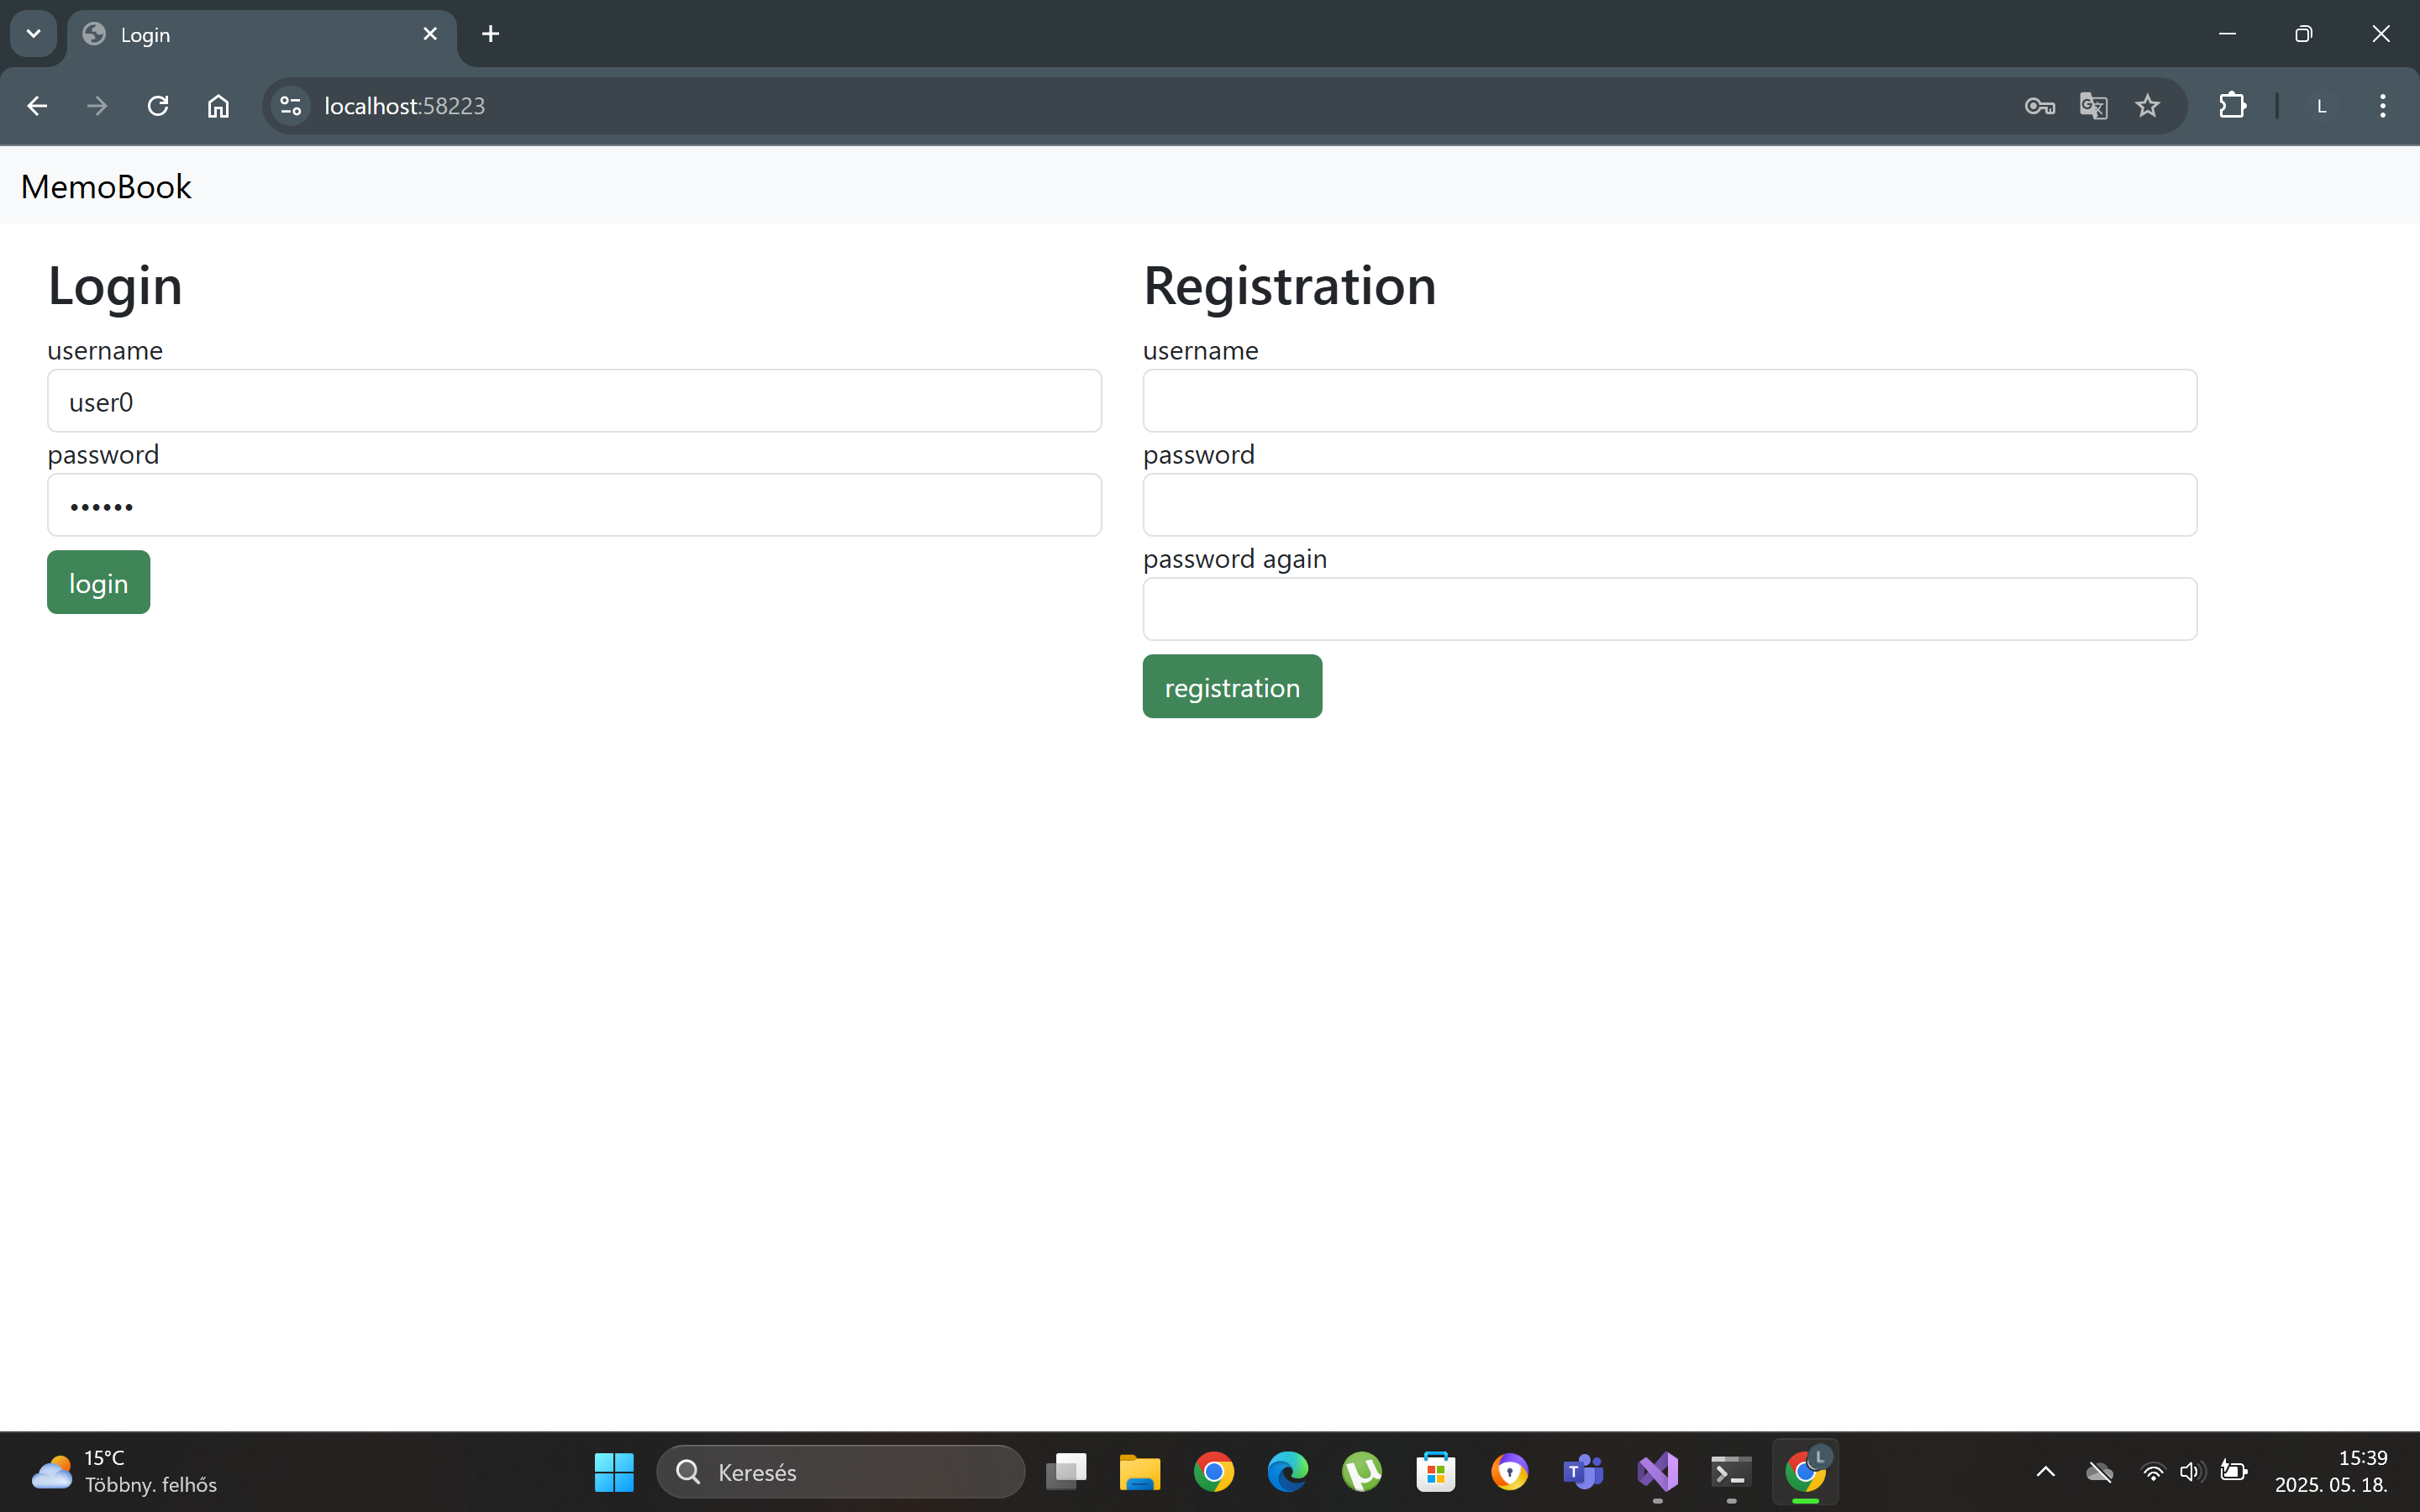 Login
localhost:58223
L
MemoBook
Login
username
user0
password
login
Registration
username
password
password again
registration
15°C
Többny. felhős
Keresés
T
L
15:39
2025. 05. 18.